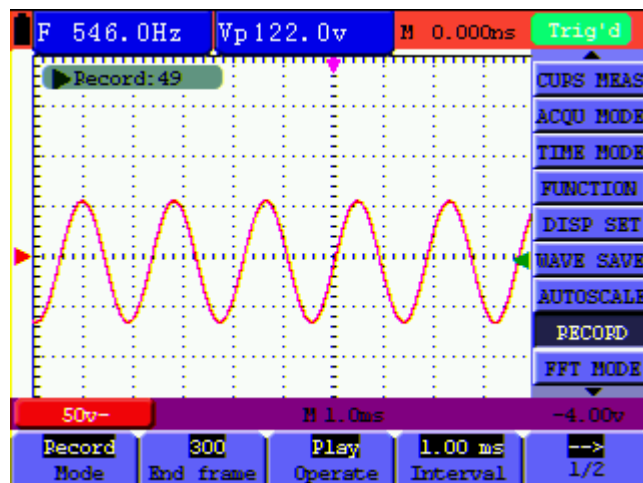 F 546.0Hz
Vp122.0v
M 0.000ns
Trig'd
Record:49
CURS MEAS
ACQU MODE
TIME MODE
FUNCTION
DISP SET
WAVE SAVE
AUTOSCALE
RECORD
FFT MODE
50v~
M 1.0ms
-4.00v
Record
Mode
300
End frame
Play
Operate
1.00 ms
Interval
-->
1/2